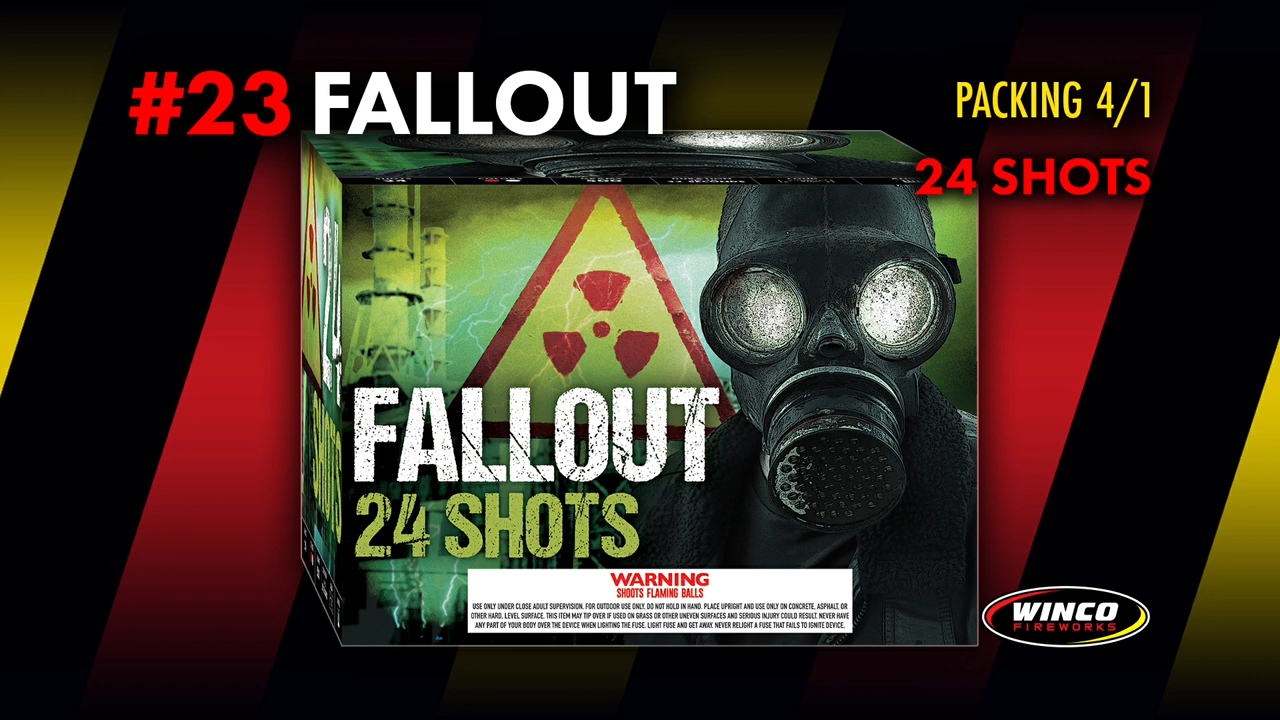 #23 FALLOUT
PACKING 4/1
24 SHOTS
24
SHOTS
FALLOUT
24 SHOTS
WARNING
SHOOTS FLAMING BALLS
USE ONLY UNDER CLOSE ADULT SUPERVISION. FOR OUTDOOR USE ONLY. DO NOT HOLD IN HAND. PLACE UPRIGHT AND USE ONLY ON CONCRETE, ASPHALT, OR
OTHER HARD, LEVEL SURFACE. THIS ITEM MAY TIP OVER IF USED ON GRASS OR OTHER UNEVEN SURFACES AND SERIOUS INJURY COULD RESULT. NEVER HAVE
ANY PART OF YOUR BODY OVER THE DEVICE WHEN LIGHTING THE FUSE. LIGHT FUSE AND GET AWAY. NEVER RELIGHT A FUSE THAT FAILS TO IGNITE DEVICE.
WINCO
FIREWORKS